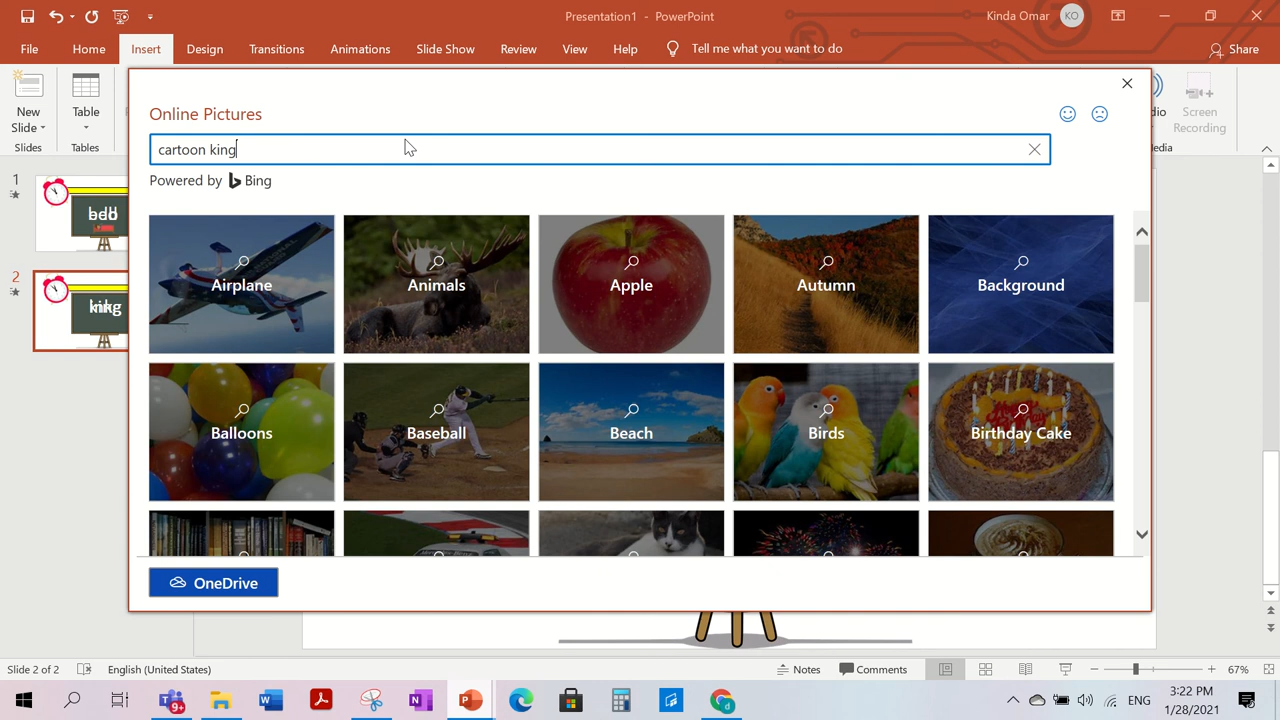 Presentation1 - PowerPoint
Kinda Omar KO
File Home Insert Design Transitions Animations Slide Show Review View Help Tell me what you want to do Share
New
Slide
Slides
Table
Tables
Screen
Recording
Online Pictures
cartoon king
Powered by Bing
1
2
king
Airplane Animals Apple Autumn Background
Balloons Baseball Beach Birds Birthday Cake
OneDrive
Slide 2 of 2 English (United States) Notes Comments 67%
9+
ENG
3:22 PM
1/28/2021